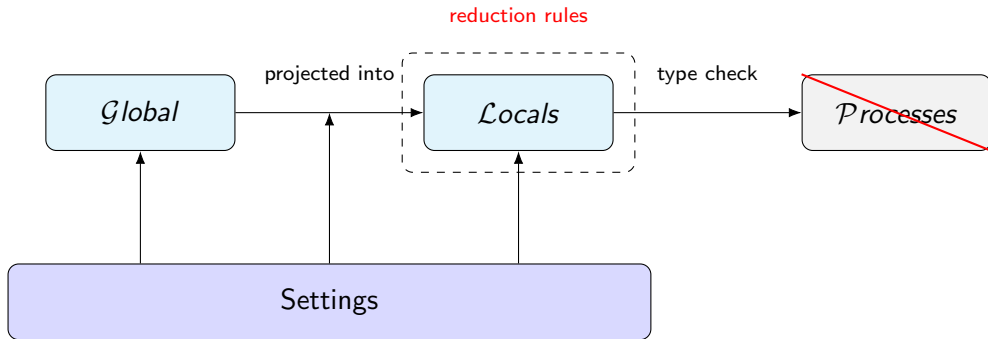 reduction rules
projected into
type check
Global
Locals
Processes
Settings